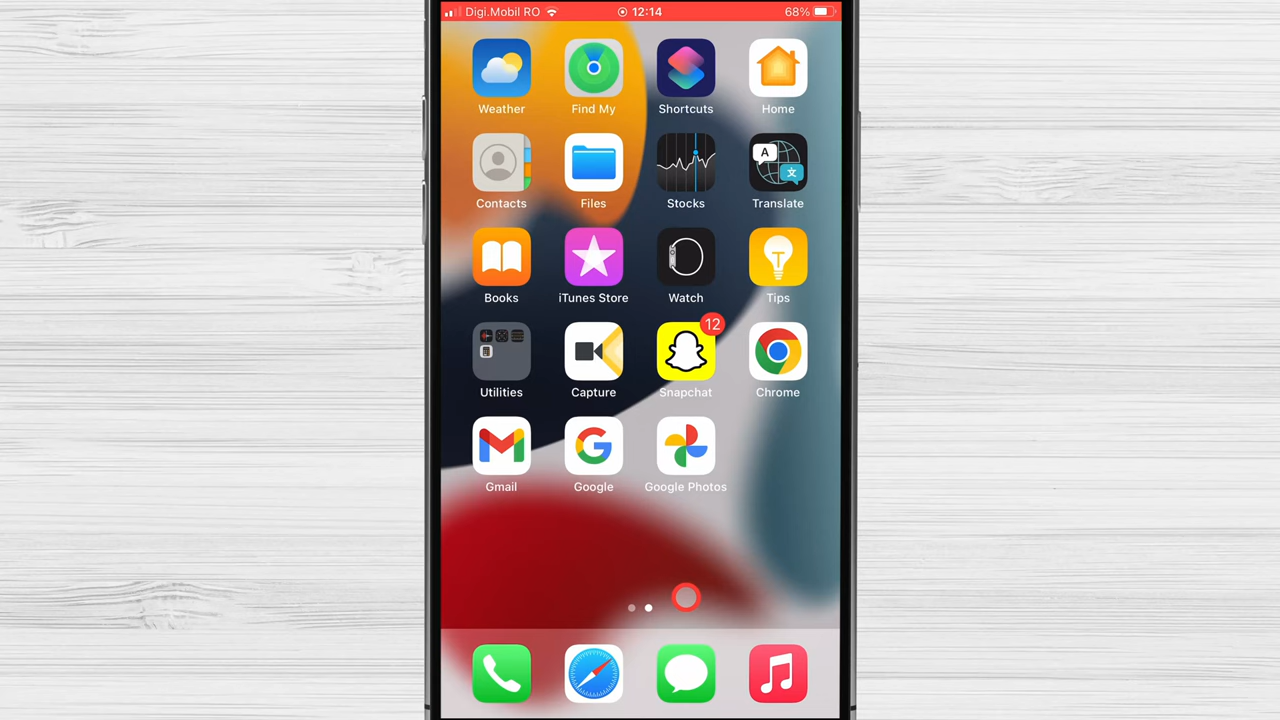 Digi.Mobil RO 12:14 68%
Weather Find My Shortcuts Home
A
文
Contacts Files Stocks Translate
T
Books iTunes Store Watch Tips
12
Utilities Capture Snapchat Chrome
G
Gmail Google Google Photos